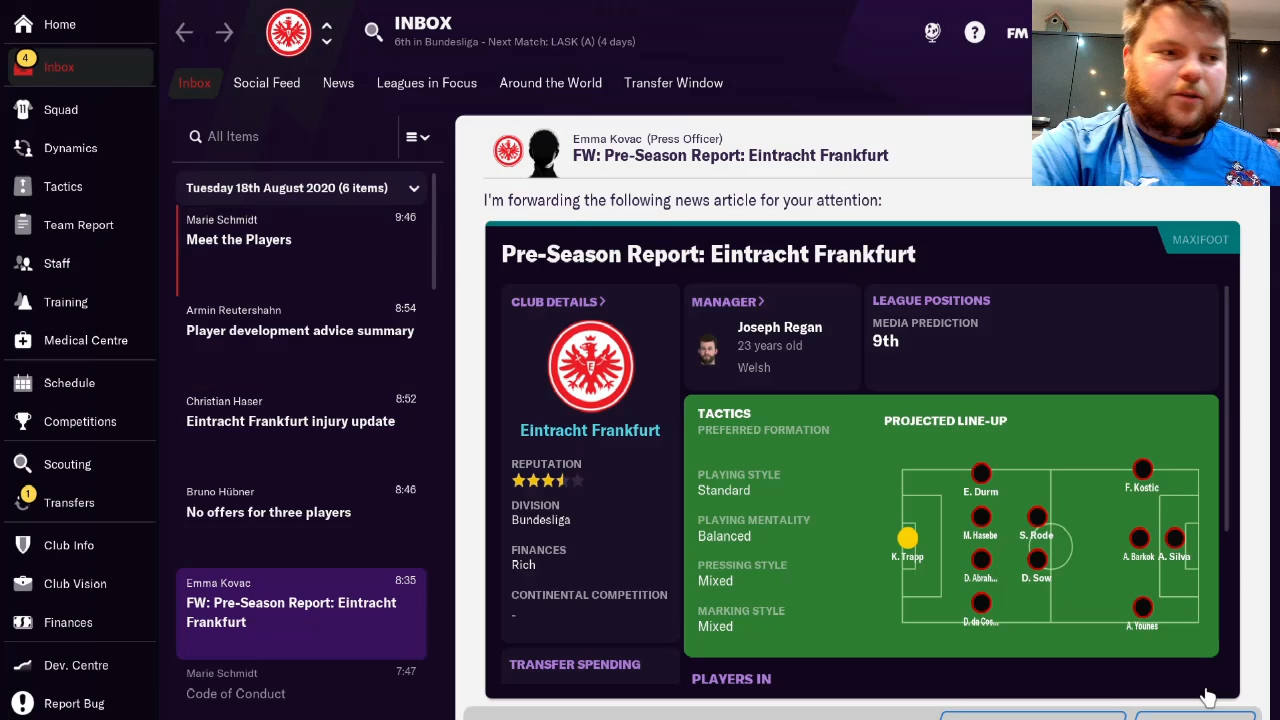 Home
4
Inbox
11
Squad
Dynamics
Tactics
Team Report
Staff
Training
Medical Centre
Schedule
Competitions
Scouting
1
Transfers
Club Info
Club Vision
Finances
Dev. Centre
Report Bug
INBOX
6th in Bundesliga - Next Match: LASK (A) (4 days)
FM
Inbox
Social Feed
News
Leagues in Focus
Around the World
Transfer Window
All Items
Tuesday 18th August 2020 (6 items)
Marie Schmidt 9:46
Meet the Players
Armin Reutershahn 8:54
Player development advice summary
Christian Haser 8:52
Eintracht Frankfurt injury update
Bruno Hübner 8:46
No offers for three players
Emma Kovac 8:35
FW: Pre-Season Report: Eintracht
Frankfurt
Marie Schmidt 7:47
Code of Conduct
Emma Kovac (Press Officer)
FW: Pre-Season Report: Eintracht Frankfurt
I'm forwarding the following news article for your attention:
MAXIFOOT
Pre-Season Report: Eintracht Frankfurt
CLUB DETAILS >
Eintracht Frankfurt
REPUTATION
DIVISION
Bundesliga
FINANCES
Rich
CONTINENTAL COMPETITION
-
TRANSFER SPENDING
MANAGER >
Joseph Regan
23 years old
Welsh
LEAGUE POSITIONS
MEDIA PREDICTION
9th
TACTICS
PREFERRED FORMATION
PLAYING STYLE
Standard
PLAYING MENTALITY
Balanced
PRESSING STYLE
Mixed
MARKING STYLE
Mixed
PROJECTED LINE-UP
E. Durm
F. Kostic
M. Hasebe
S. Rode
K. Trapp
A. Barkok
A. Silva
D. Abrah...
D. Sow
D. da Cos...
A. Younes
PLAYERS IN